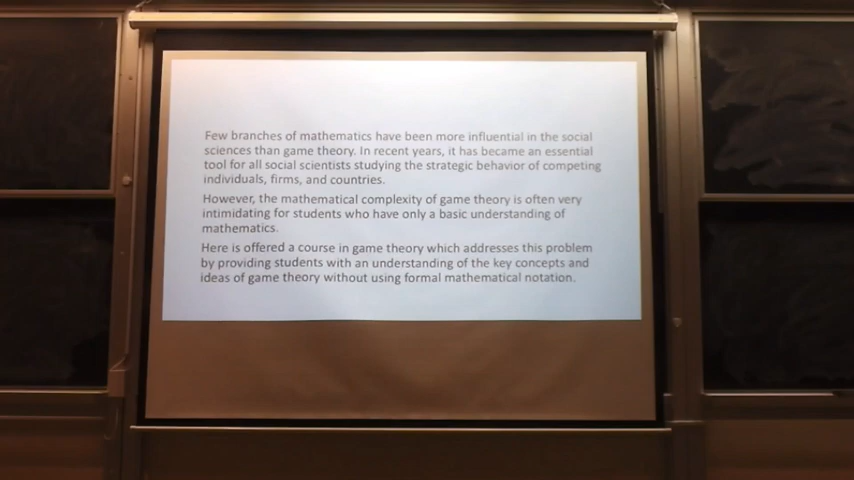 Few branches of mathematics have been more influential in the social
sciences than game theory. In recent years, it has became an essential
tool for all social scientists studying the strategic behavior of competing
individuals, firms, and countries.
However, the mathematical complexity of game theory is often very
intimidating for students who have only a basic understanding of
mathematics.
Here is offered a course in game theory which addresses this problem
by providing students with an understanding of the key concepts and
ideas of game theory without using formal mathematical notation.